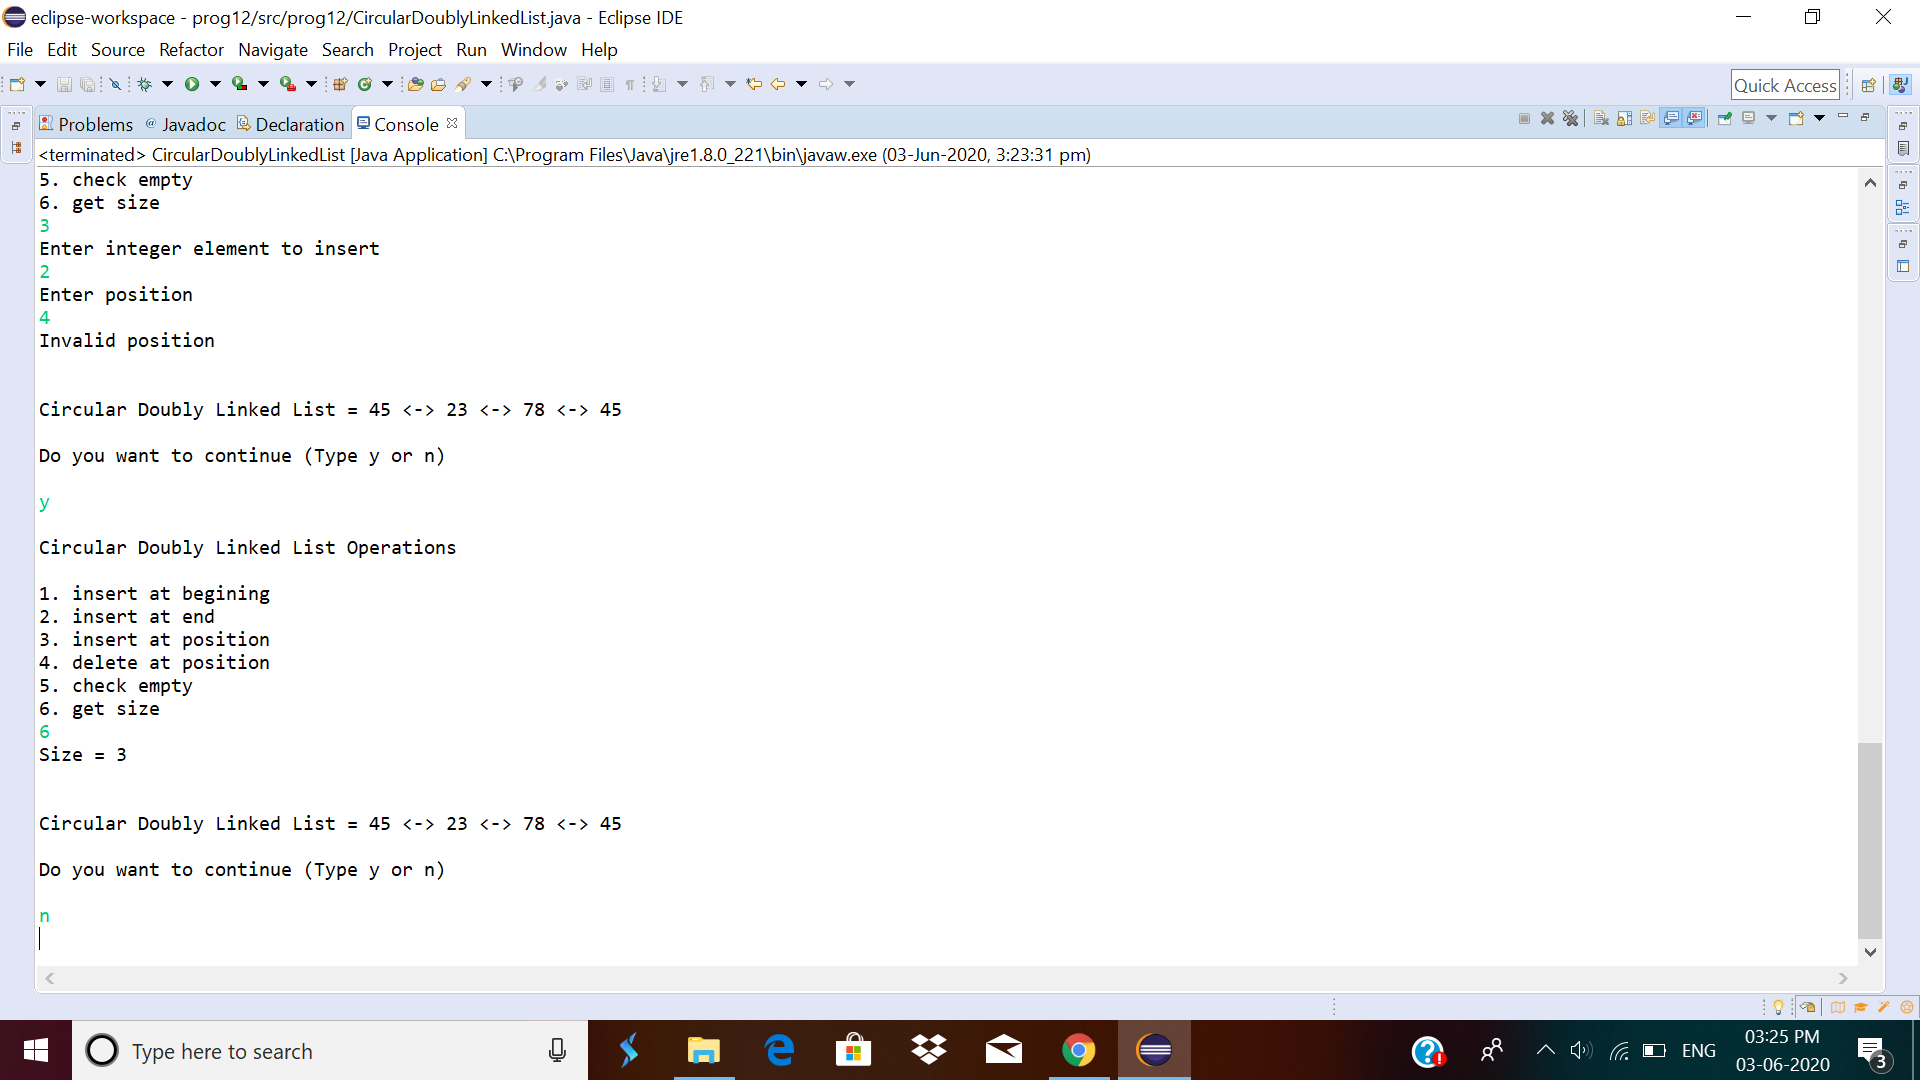 eclipse-workspace - prog12/src/prog12/CircularDoublyLinkedList.java - Eclipse IDE
File Edit Source Refactor Navigate Search Project Run Window Help
Quick Access
Problems @ Javadoc Declaration Console
<terminated> CircularDoublyLinkedList [Java Application] C:\Program Files\Java\jre1.8.0_221\bin\javaw.exe (03-Jun-2020, 3:23:31 pm)
5. check empty
6. get size
3
Enter integer element to insert
2
Enter position
4
Invalid position
Circular Doubly Linked List = 45 <-> 23 <-> 78 <-> 45
Do you want to continue (Type y or n)
y
Circular Doubly Linked List Operations
1. insert at begining
2. insert at end
3. insert at position
4. delete at position
5. check empty
6. get size
6
Size = 3
Circular Doubly Linked List = 45 <-> 23 <-> 78 <-> 45
Do you want to continue (Type y or n)
n
Type here to search
ENG
03:25 PM
03-06-2020
3